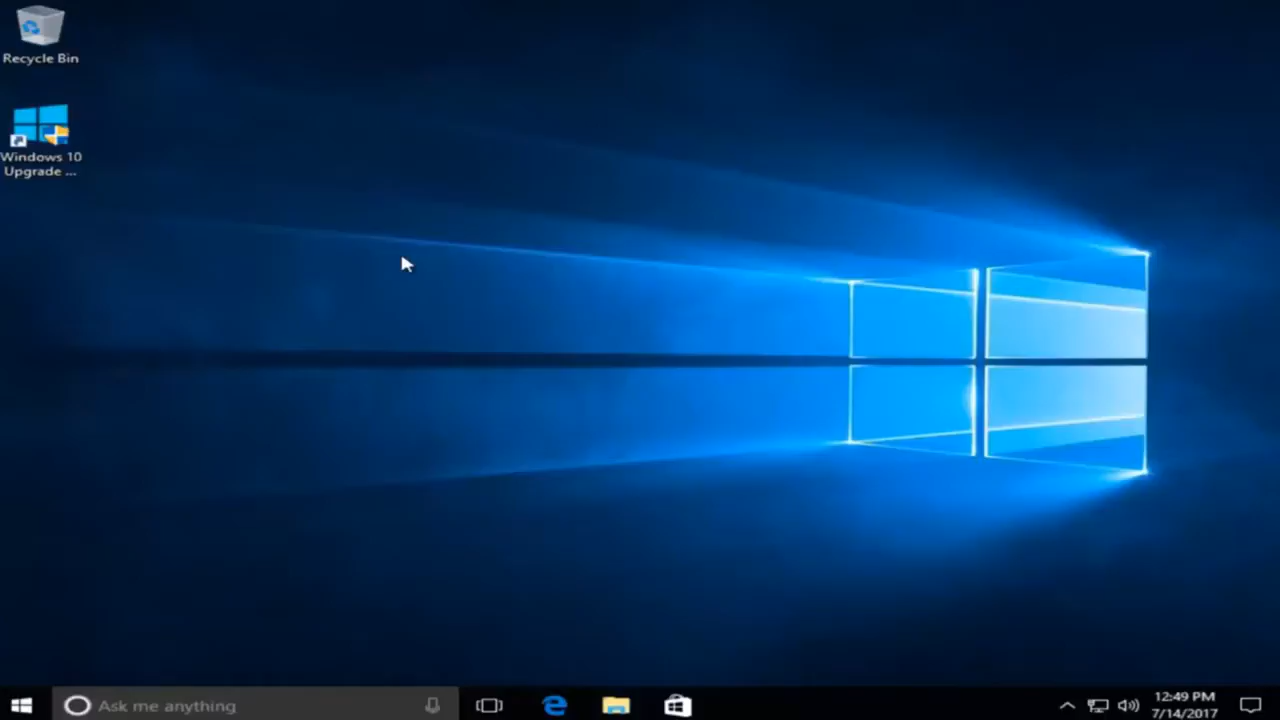 Recycle Bin
Windows 10
Upgrade ...
Ask me anything
12:49 PM
7/14/2017